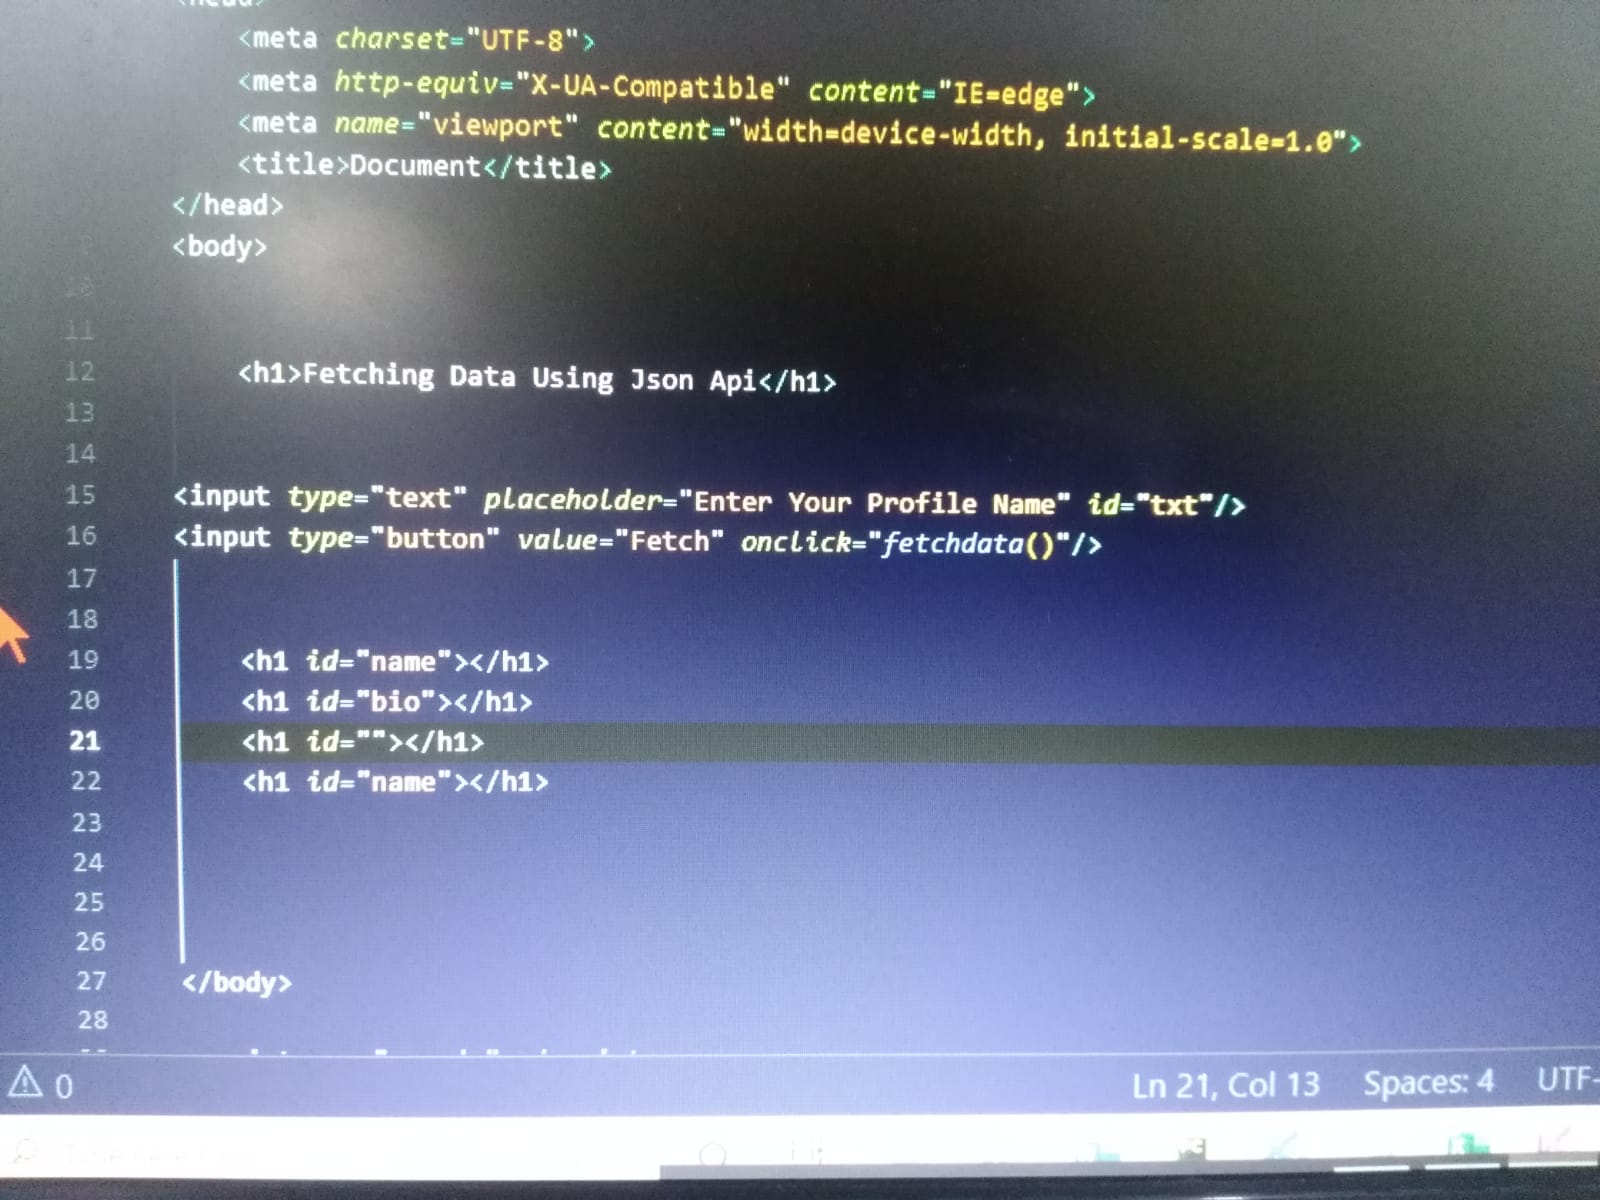 <meta charset="UTF-8">
<meta http-equiv="X-UA-Compatible" content="IE=edge">
<meta name="viewport" content="width=device-width, initial-scale=1.0">
<title>Document</title>
</head>
9 <body>
10
11
12 <h1>Fetching Data Using Json Api</h1>
13
14
15 <input type="text" placeholder="Enter Your Profile Name" id="txt"/>
16 <input type="button" value="Fetch" onclick="fetchdata()"/>
17
18
19 <h1 id="name"></h1>
20 <h1 id="bio"></h1>
21 <h1 id=""></h1>
22 <h1 id="name"></h1>
23
24
25
26
27 </body>
28
0 Ln 21, Col 13 Spaces: 4 UTF-